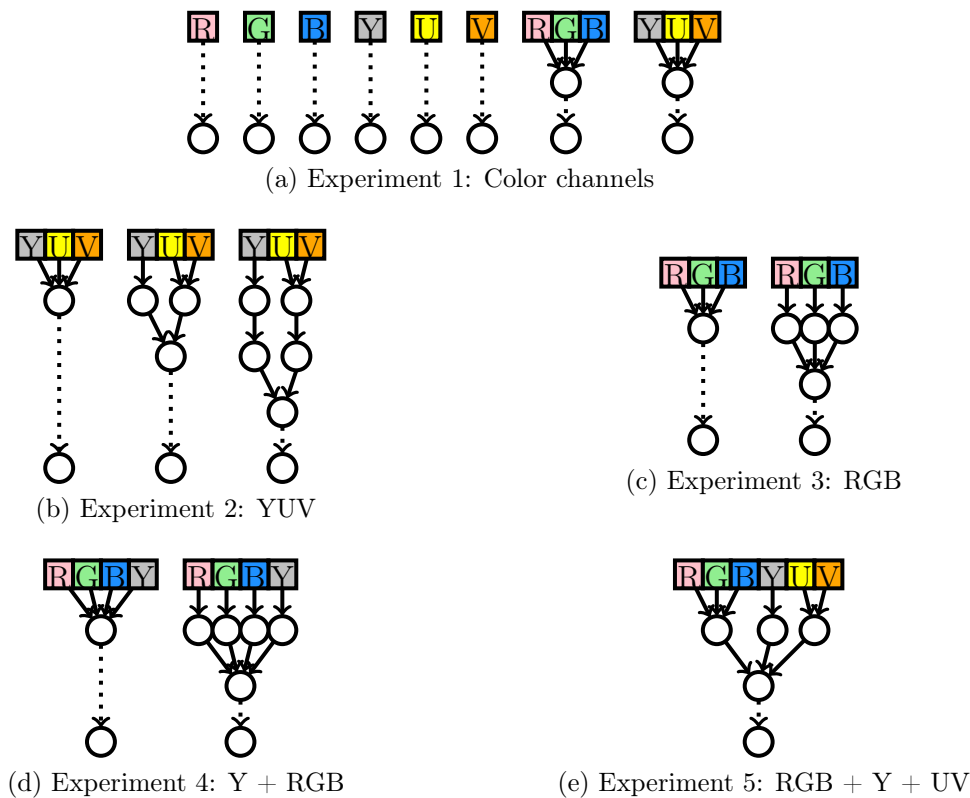 R G B Y U V RGB YUV
(a) Experiment 1: Color channels
YUV YUV YUV
(b) Experiment 2: YUV
RGB RGB
(c) Experiment 3: RGB
RGBY RGBY
(d) Experiment 4: Y + RGB
RGBYUV
(e) Experiment 5: RGB + Y + UV